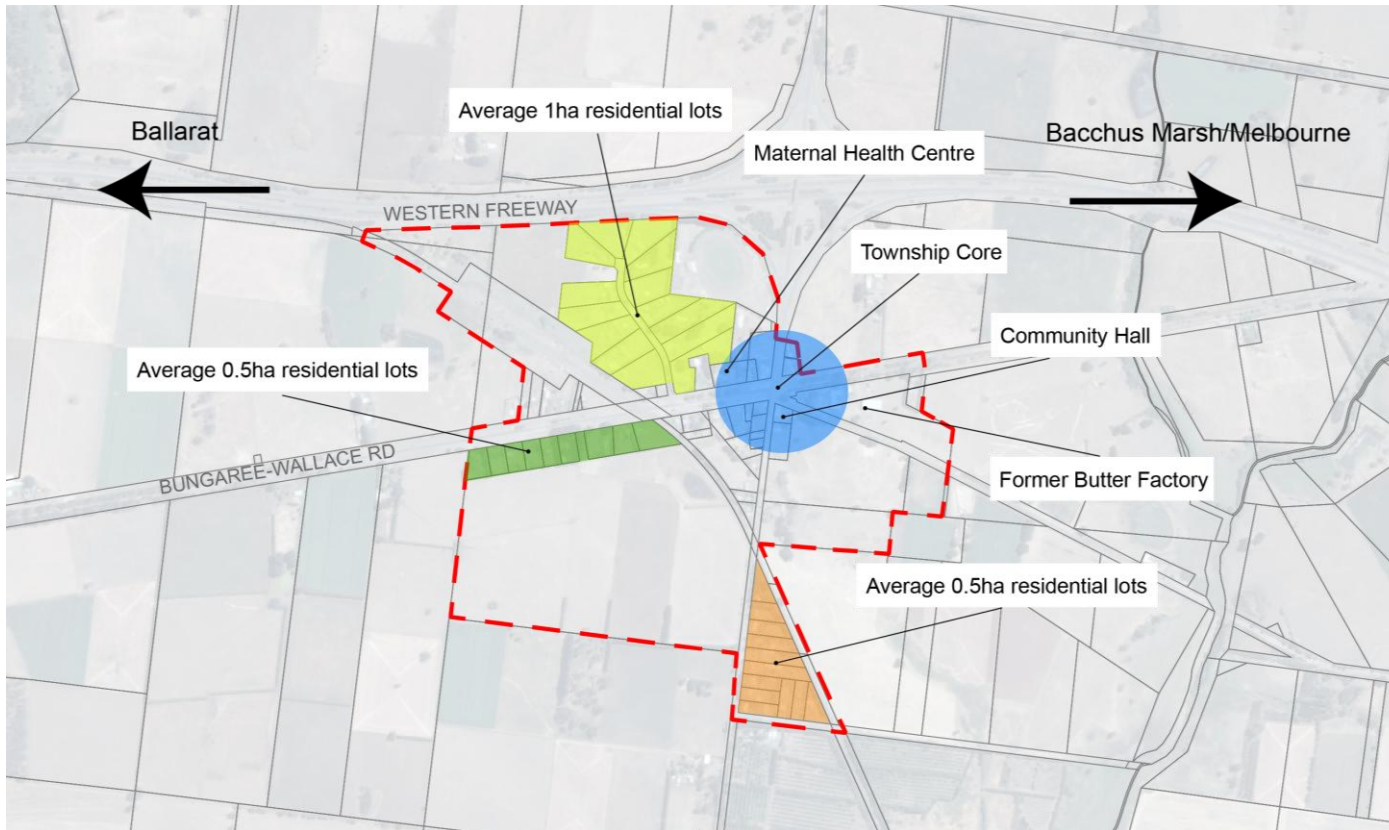 Average 1ha residential lots
Ballarat
Bacchus Marsh/Melbourne
Maternal Health Centre
WESTERN FREEWAY
Township Core
Community Hall
Average 0.5ha residential lots
BUNGAREE-WALLACE RD
Former Butter Factory
Average 0.5ha residential lots